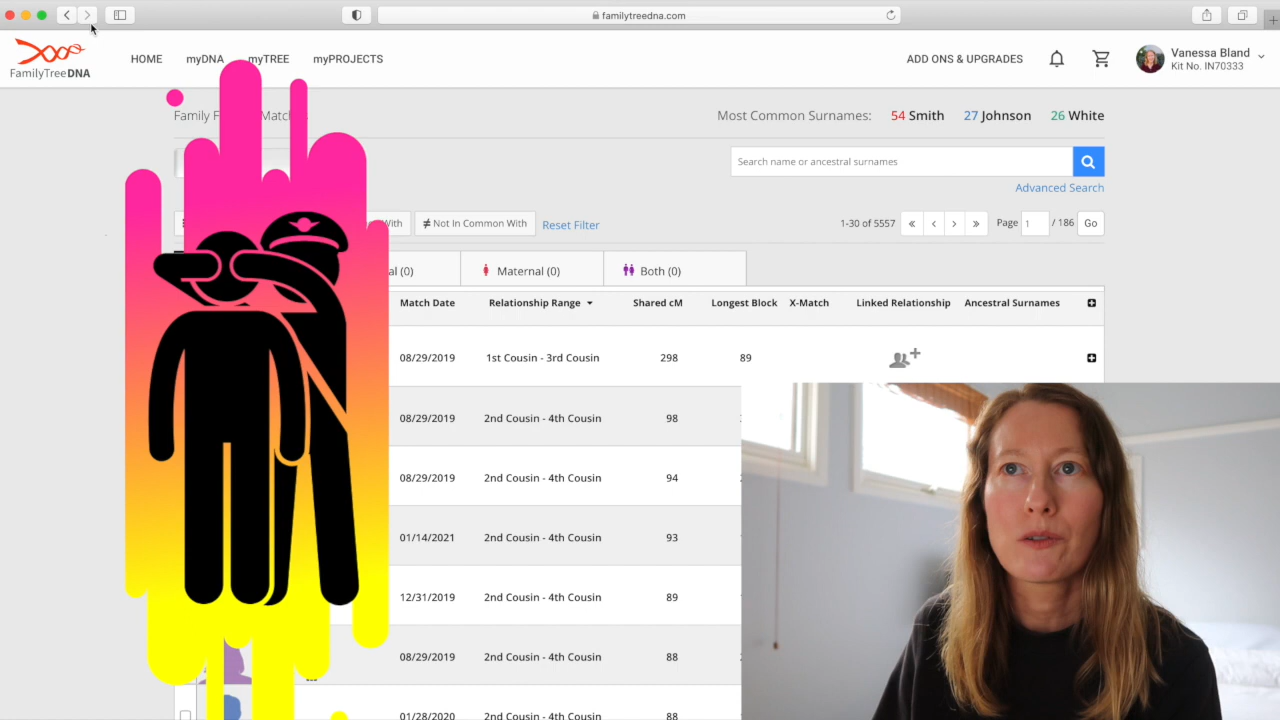 familytreedna.com
FamilyTreeDNA
HOME myDNA myTREE myPROJECTS
ADD ONS & UPGRADES
Vanessa Bland
Kit No. IN70333
Family F Matc
Most Common Surnames: 54 Smith 27 Johnson 26 White
Search name or ancestral surnames
Advanced Search
With
≠ Not In Common With
Reset Filter
1-30 of 5557
«
‹
›
»
Page 1 / 186 Go
al (0)
Maternal (0)
Both (0)
Match Date Relationship Range Shared cM Longest Block X-Match Linked Relationship Ancestral Surnames
08/29/2019 1st Cousin - 3rd Cousin 298 89
08/29/2019 2nd Cousin - 4th Cousin 98
08/29/2019 2nd Cousin - 4th Cousin 94
01/14/2021 2nd Cousin - 4th Cousin 93
12/31/2019 2nd Cousin - 4th Cousin 89
08/29/2019 2nd Cousin - 4th Cousin 88
01/28/2020 2nd Cousin - 4th Cousin 88